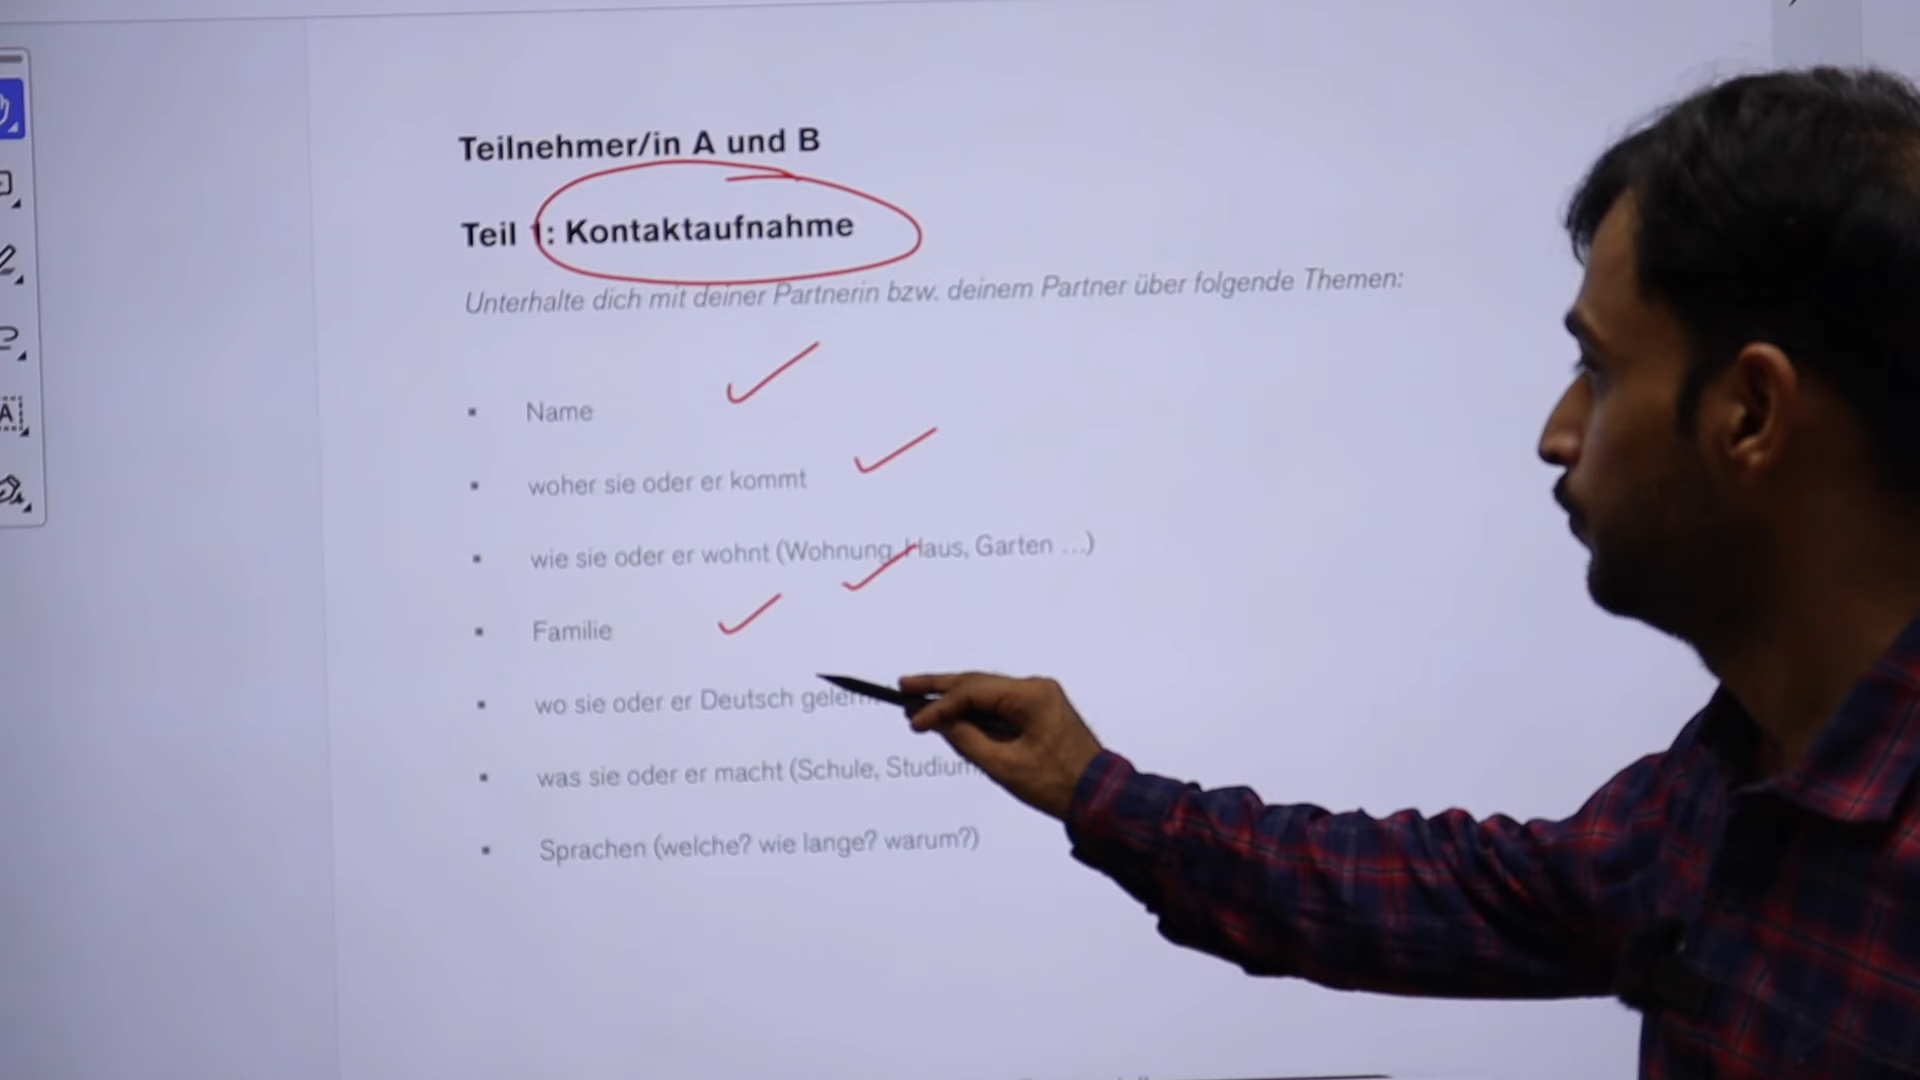 Teilnehmer/in A und B
Teil 1: Kontaktaufnahme
Unterhalte dich mit deiner Partnerin bzw. deinem Partner über folgende Themen:
▪ Name
▪ woher sie oder er kommt
▪ wie sie oder er wohnt (Wohnung, Haus, Garten ...)
▪ Familie
▪ wo sie oder er Deutsch
▪ was sie oder er macht (Schule, Studium
▪ Sprachen (welche? wie lange? warum?)
A